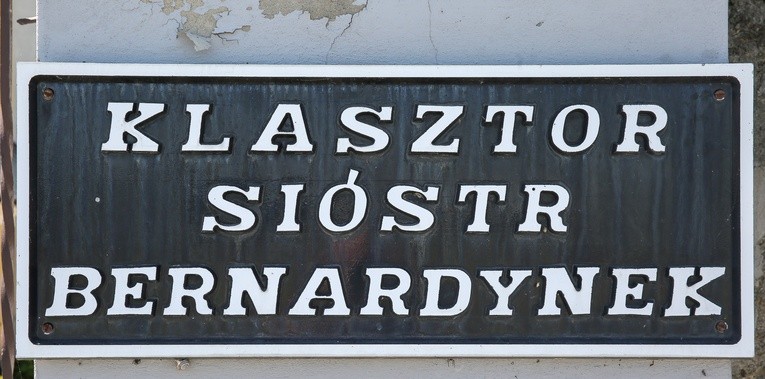 KLASZTOR
SIÓSTR
BERNARDYNEK